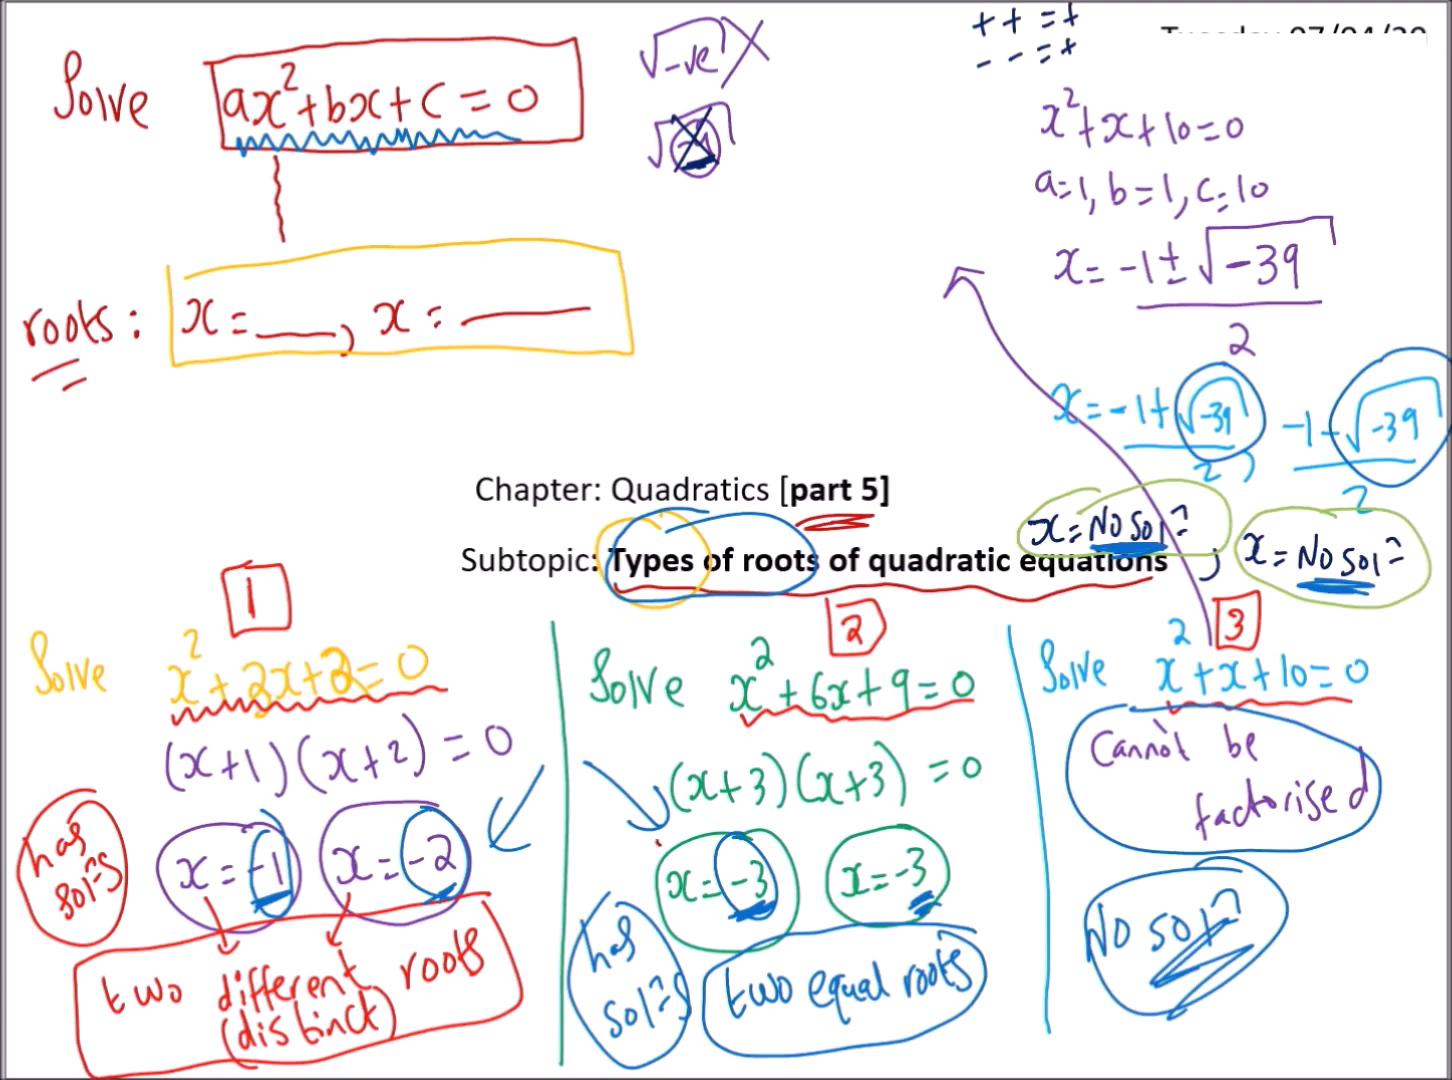 Solve ax²+bx+c=0
√-ve
√-1
++=+
--=+
x²+x+10=0
a=1, b=1, c=10
x= -1±√-39
2
roots: x=___, x=___
x= -1+√-39 , -1-√-39
2 2
Chapter: Quadratics [part 5]
x= No sol?
Subtopic: Types of roots of quadratic equations , x= No sol?
1
Solve x²+2x+2=0
(x+1)(x+2)=0
x=-1 x=-2
has
sol=s
two different roots
(distinct)
2
Solve x²+6x+9=0
(x+3)(x+3)=0
x=-3 x=-3
has
sol=s
two equal roots
3
Solve x²+x+10=0
Cannot be
factorised
No sol?